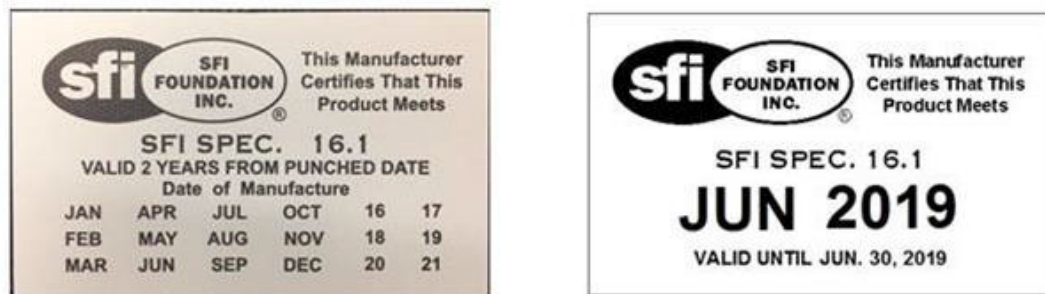 sfi
SFI
FOUNDATION
INC.
®
This Manufacturer
Certifies That This
Product Meets
SFI SPEC. 16.1
VALID 2 YEARS FROM PUNCHED DATE
Date of Manufacture
JAN APR JUL OCT 16 17
FEB MAY AUG NOV 18 19
MAR JUN SEP DEC 20 21
sfi
SFI
FOUNDATION
INC.
®
This Manufacturer
Certifies That This
Product Meets
SFI SPEC. 16.1
JUN 2019
VALID UNTIL JUN. 30, 2019